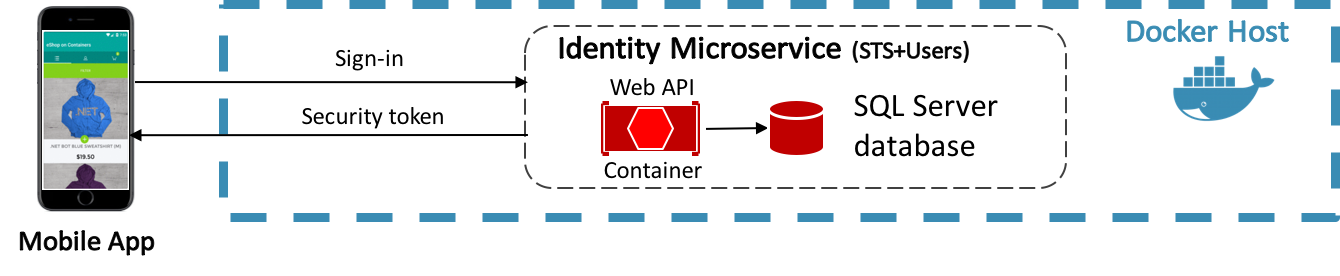 eShop on Containers
.NET
.NET BOT BLUE SWEATSHIRT (M)
$19.50
Mobile App
Sign-in
Security token
Identity Microservice (STS+Users)
Web API
Container
SQL Server
database
Docker Host